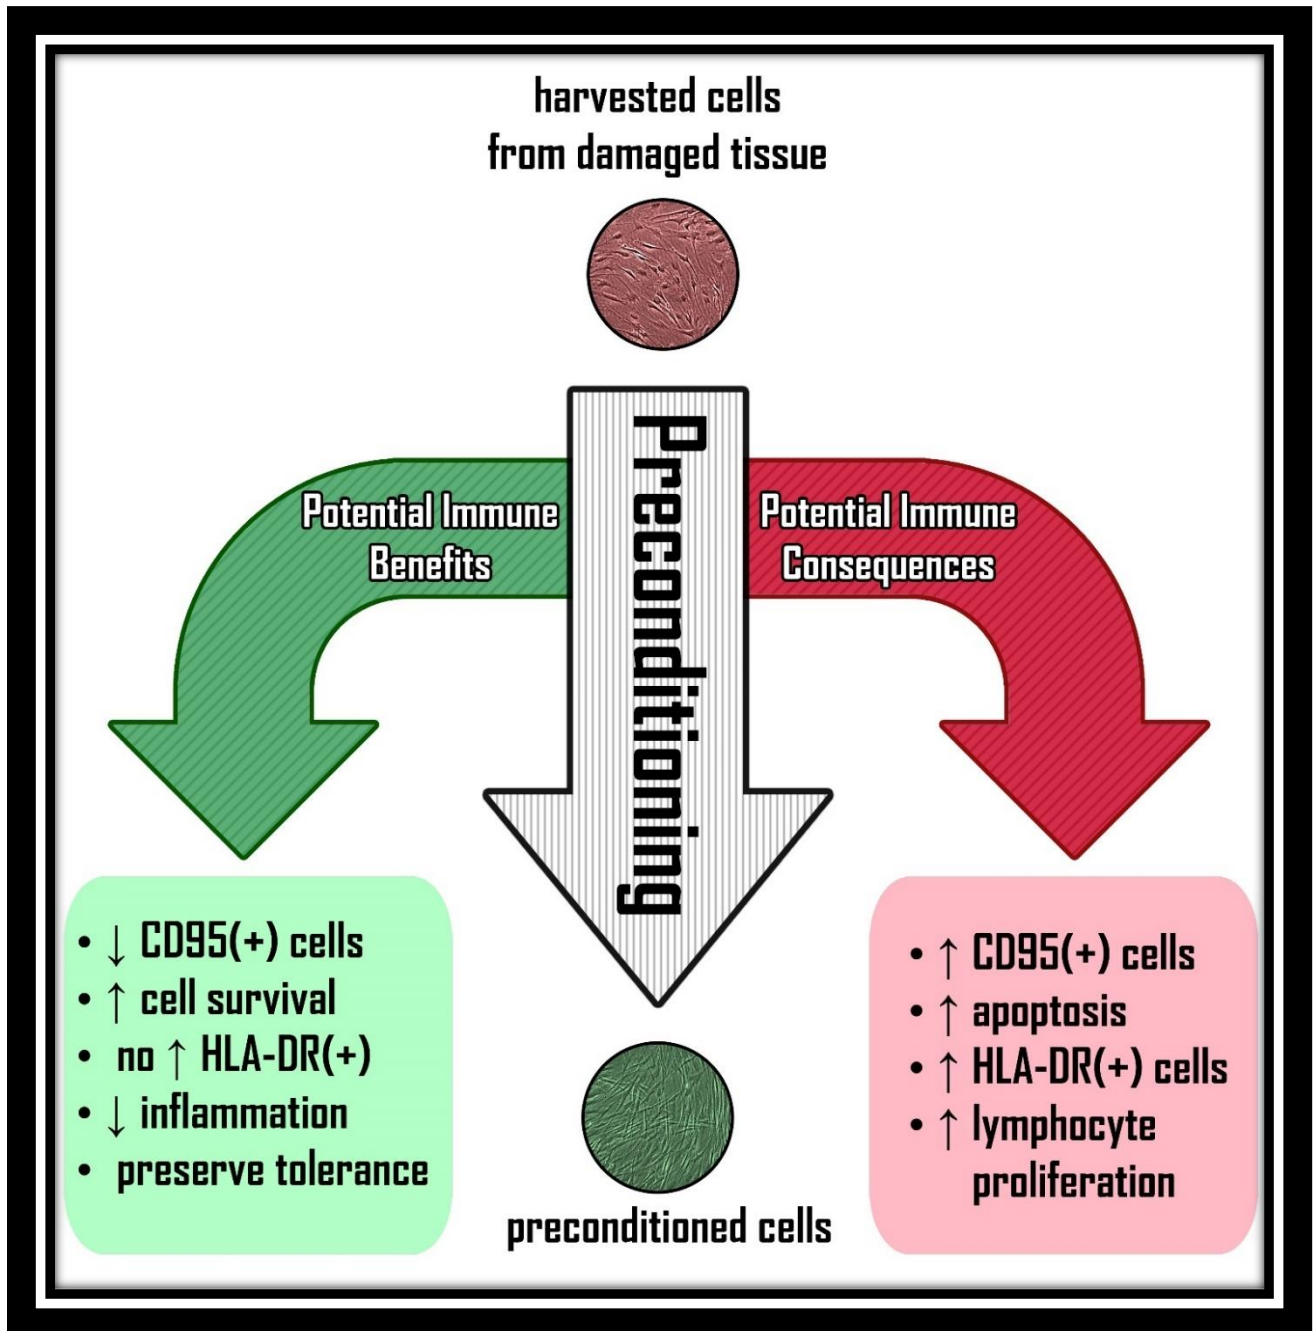 harvested cells
from damaged tissue
Preconditioning
Potential Immune
Benefits
Potential Immune
Consequences
• ↓ CD95(+) cells
• ↑ cell survival
• no ↑ HLA-DR(+)
• ↓ inflammation
• preserve tolerance
• ↑ CD95(+) cells
• ↑ apoptosis
• ↑ HLA-DR(+) cells
• ↑ lymphocyte
proliferation
preconditioned cells